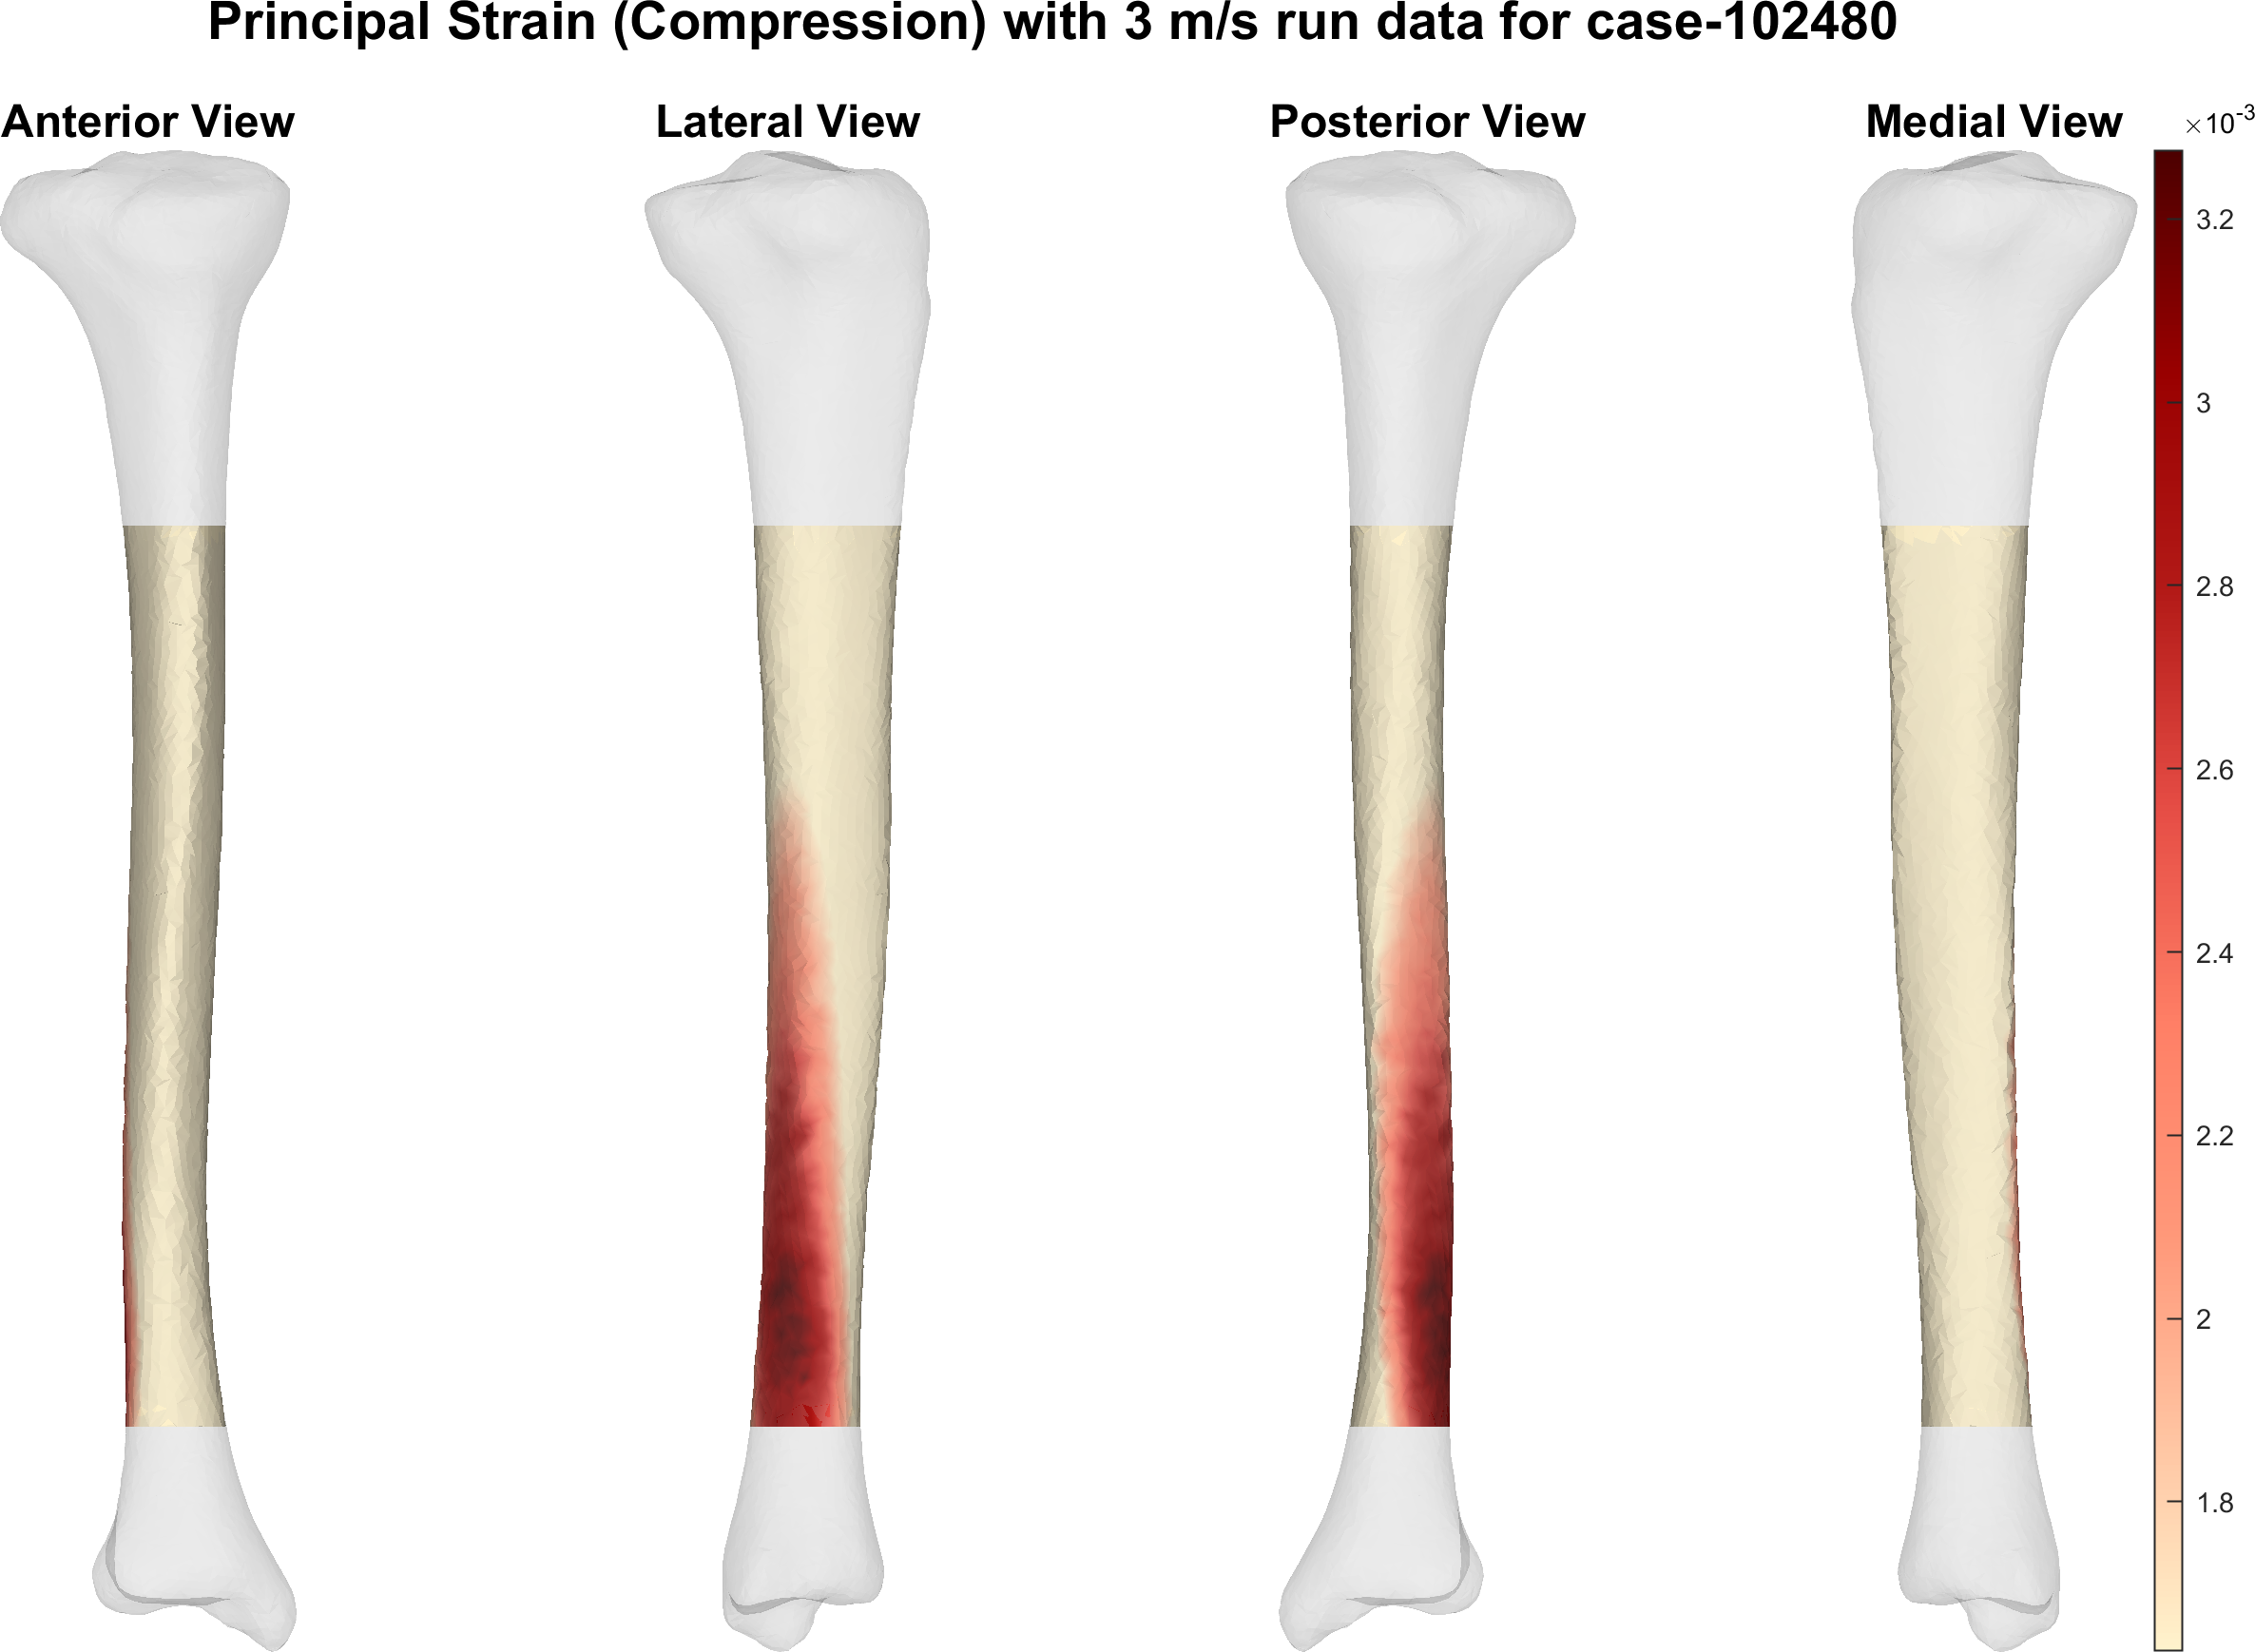 Principal Strain (Compression) with 3 m/s run data for case-102480
Anterior View
Lateral View
Posterior View
Medial View
×10-3
3.2
3
2.8
2.6
2.4
2.2
2
1.8